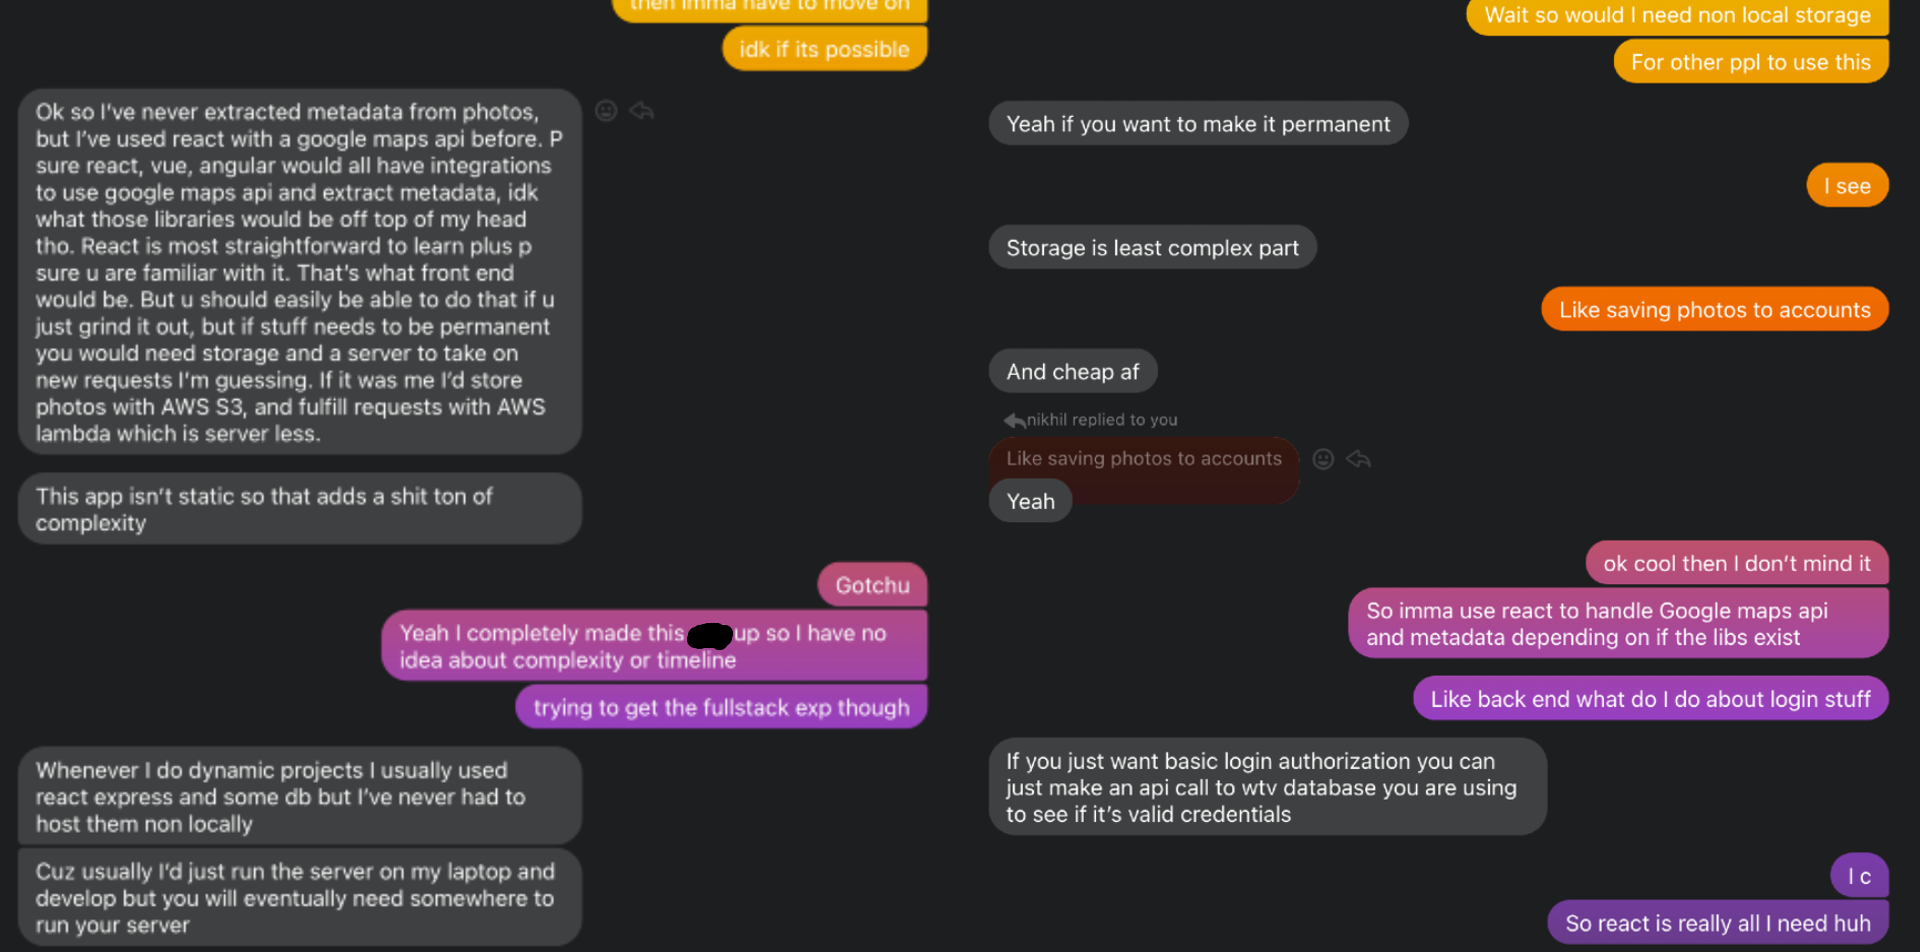 then imma have to move on
idk if its possible
Ok so I've never extracted metadata from photos,
but I've used react with a google maps api before. P
sure react, vue, angular would all have integrations
to use google maps api and extract metadata, idk
what those libraries would be off top of my head
tho. React is most straightforward to learn plus p
sure u are familiar with it. That's what front end
would be. But u should easily be able to do that if u
just grind it out, but if stuff needs to be permanent
you would need storage and a server to take on
new requests I'm guessing. If it was me I'd store
photos with AWS S3, and fulfill requests with AWS
lambda which is server less.
This app isn't static so that adds a shit ton of
complexity
Gotchu
Yeah I completely made this up so I have no
idea about complexity or timeline
trying to get the fullstack exp though
Whenever I do dynamic projects I usually used
react express and some db but I've never had to
host them non locally
Cuz usually I'd just run the server on my laptop and
develop but you will eventually need somewhere to
run your server
Wait so would I need non local storage
For other ppl to use this
Yeah if you want to make it permanent
I see
Storage is least complex part
Like saving photos to accounts
And cheap af
nikhil replied to you
Like saving photos to accounts
Yeah
ok cool then I don't mind it
So imma use react to handle Google maps api
and metadata depending on if the libs exist
Like back end what do I do about login stuff
If you just want basic login authorization you can
just make an api call to wtv database you are using
to see if it's valid credentials
I c
So react is really all I need huh